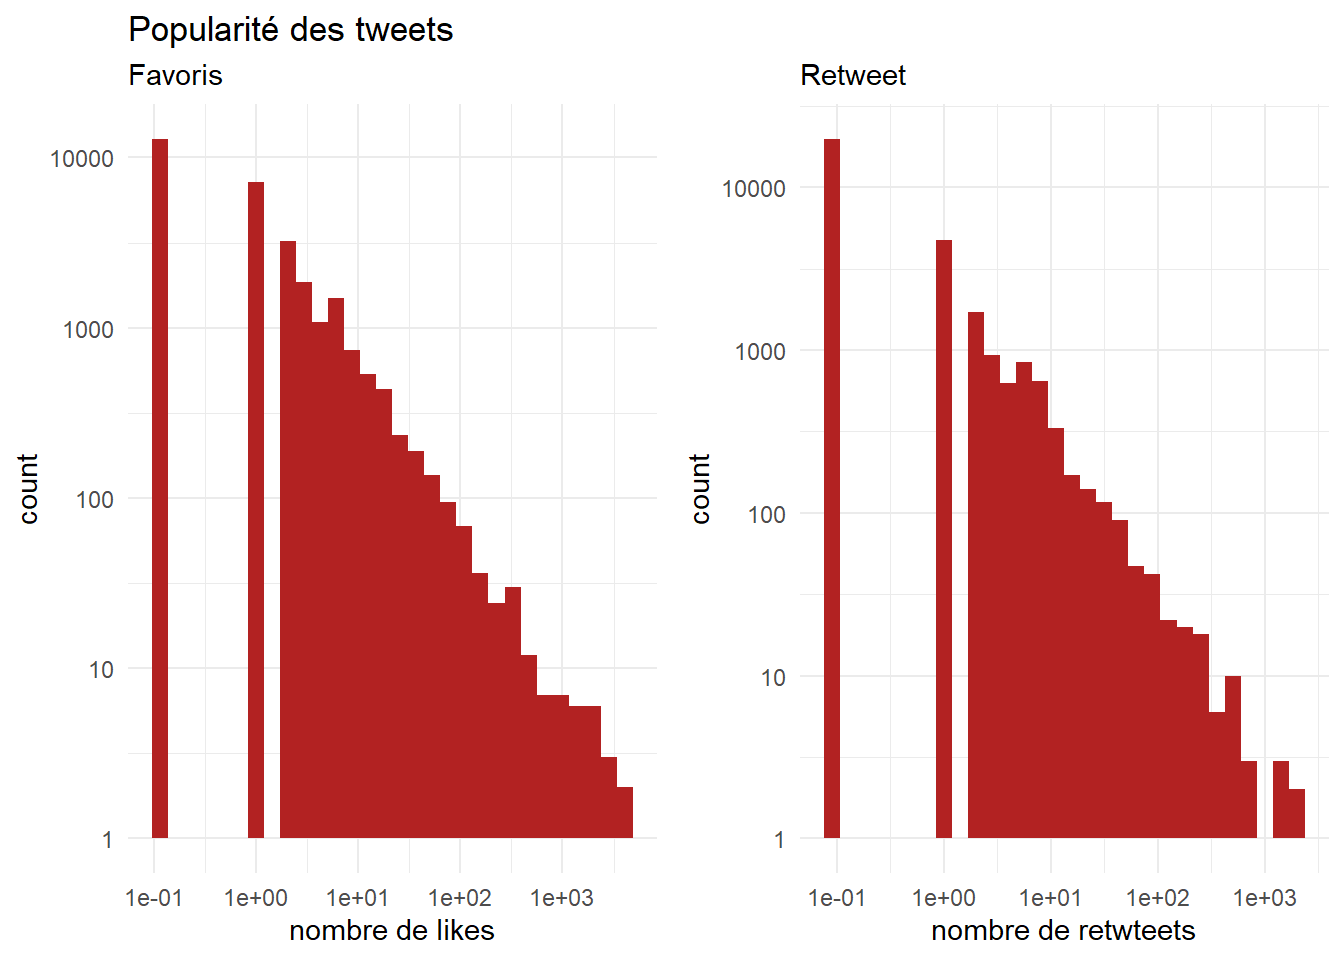 Popularité des tweets
Favoris
count
10000
1000
100
10
1
1e-01 1e+00 1e+01 1e+02 1e+03
nombre de likes
Retweet
count
10000
1000
100
10
1
1e-01 1e+00 1e+01 1e+02 1e+03
nombre de retwteets